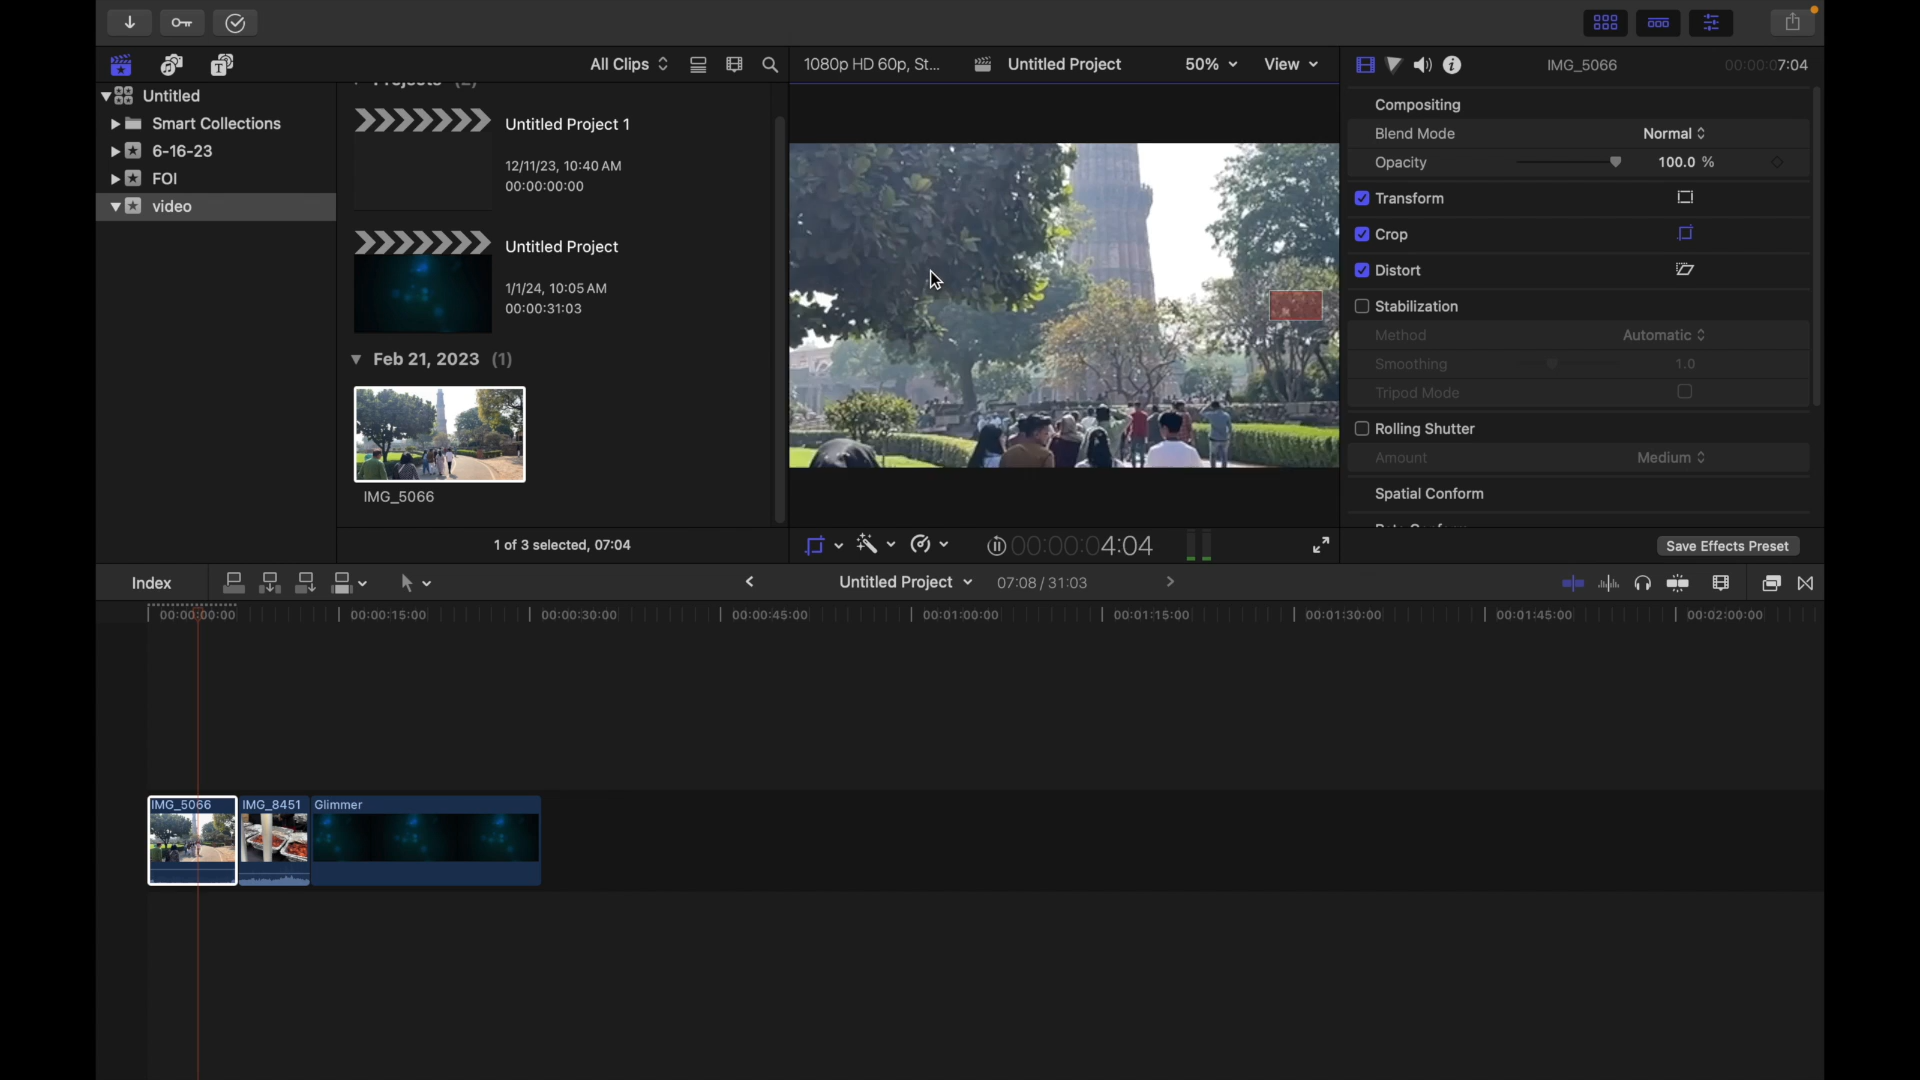 All Clips
1080p HD 60p, St...
Untitled Project
50%
View
IMG_5066
00:00:07:04
Untitled
Smart Collections
6-16-23
FOI
video
Untitled Project 1
12/11/23, 10:40 AM
00:00:00:00
Untitled Project
1/1/24, 10:05 AM
00:00:31:03
Feb 21, 2023 (1)
IMG_5066
1 of 3 selected, 07:04
00:00:04:04
Compositing
Blend Mode Normal
Opacity 100.0 %
Transform
Crop
Distort
Stabilization
Method Automatic
Smoothing 1.0
Tripod Mode
Rolling Shutter
Amount Medium
Spatial Conform
Save Effects Preset
Index
Untitled Project
07:08 / 31:03
00:00:00:00 00:00:15:00 00:00:30:00 00:00:45:00 00:01:00:00 00:01:15:00 00:01:30:00 00:01:45:00 00:02:00:00
IMG_5066 IMG_8451 Glimmer